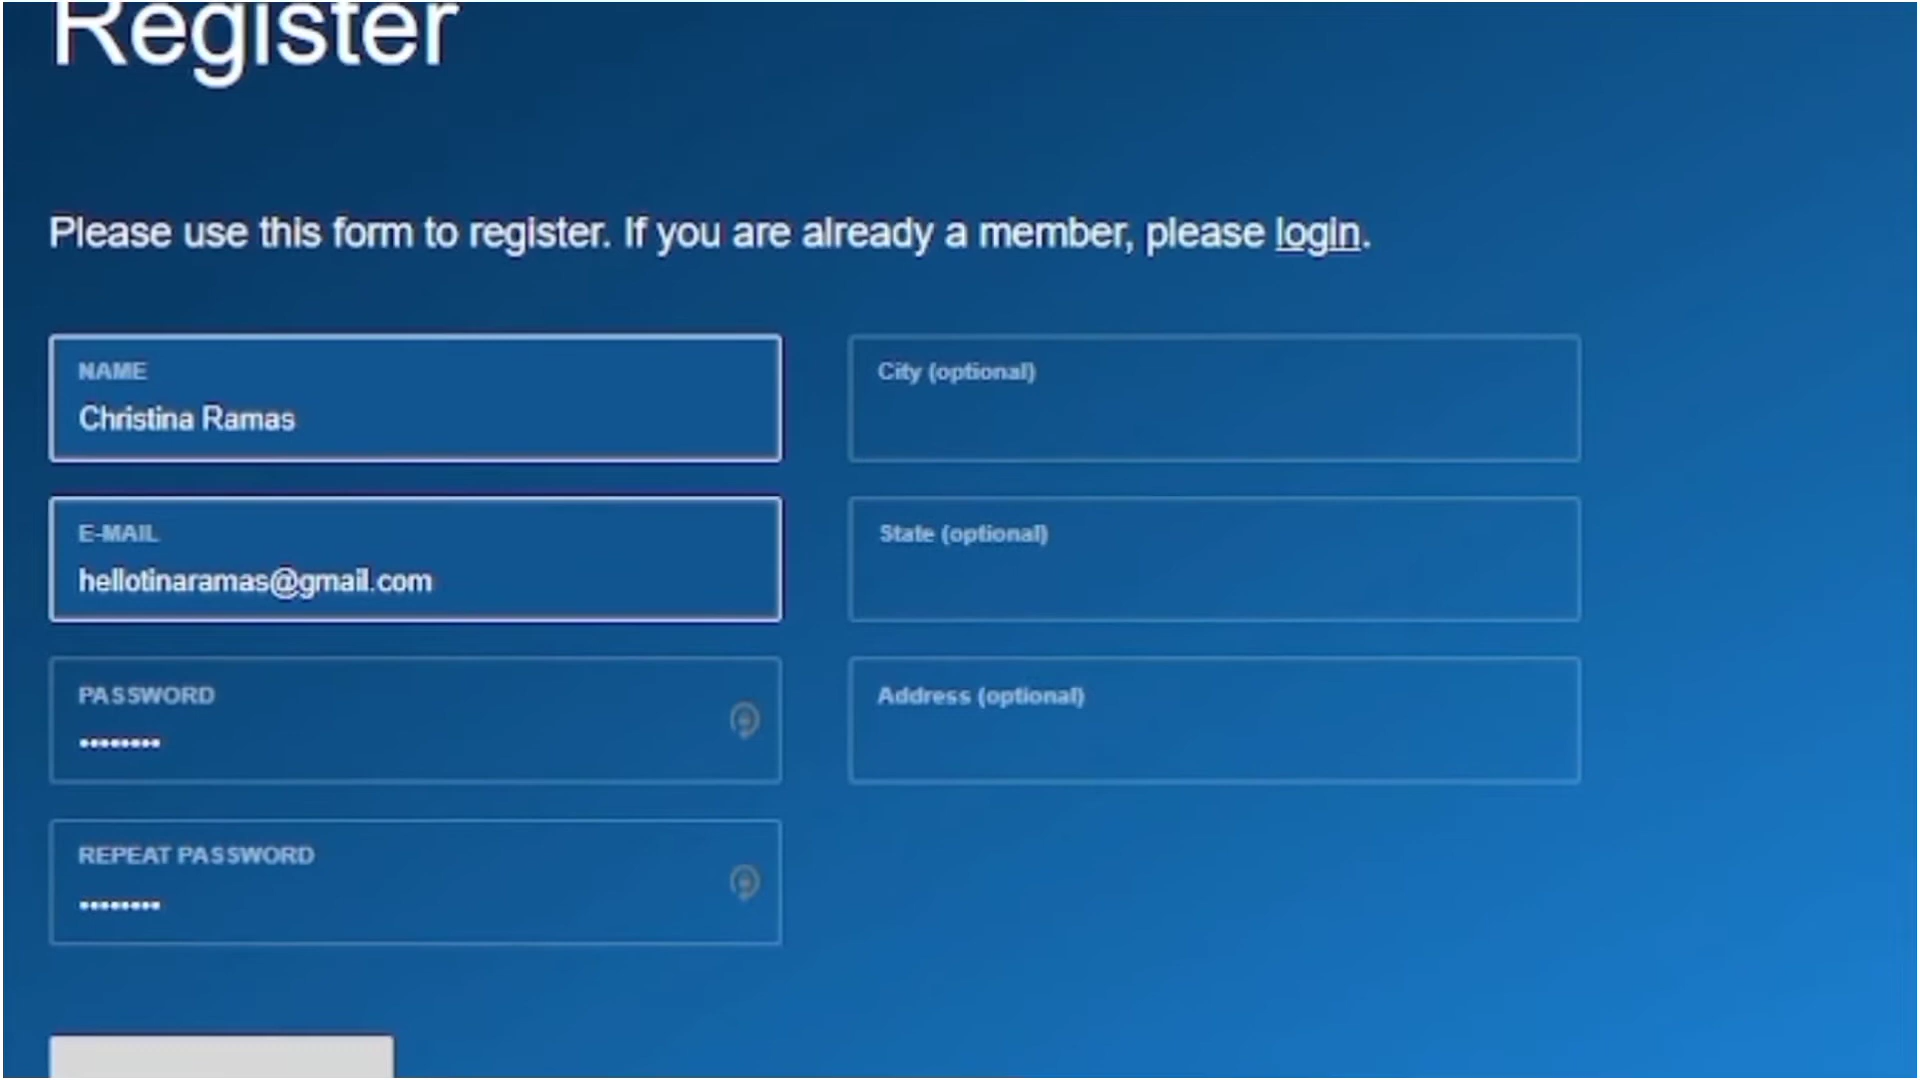 Register
Please use this form to register. If you are already a member, please login.
NAME
Christina Ramas
E-MAIL
hellotinaramas@gmail.com
PASSWORD
••••••••
REPEAT PASSWORD
••••••••
City (optional)
State (optional)
Address (optional)